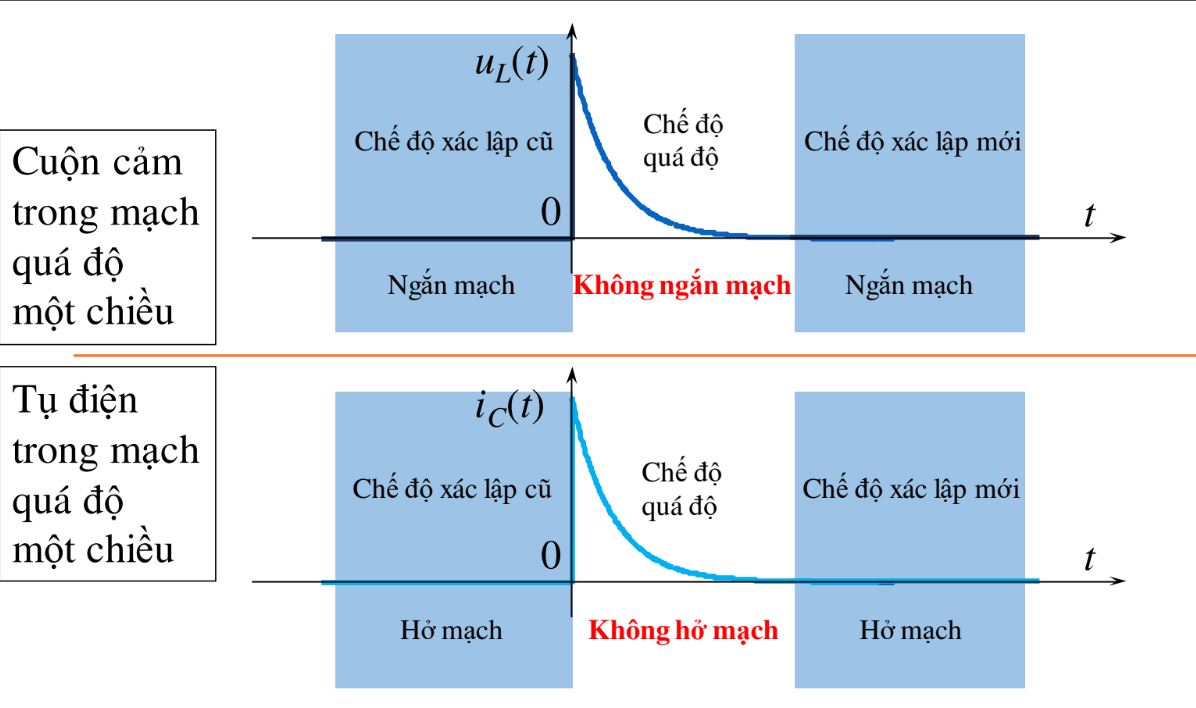 Cuộn cảm
trong mạch
quá độ
một chiều
u_L(t)
Chế độ xác lập cũ
Chế độ
quá độ
Chế độ xác lập mới
0
t
Ngắn mạch
Không ngắn mạch
Ngắn mạch
Tụ điện
trong mạch
quá độ
một chiều
i_C(t)
Chế độ xác lập cũ
Chế độ
quá độ
Chế độ xác lập mới
0
t
Hở mạch
Không hở mạch
Hở mạch